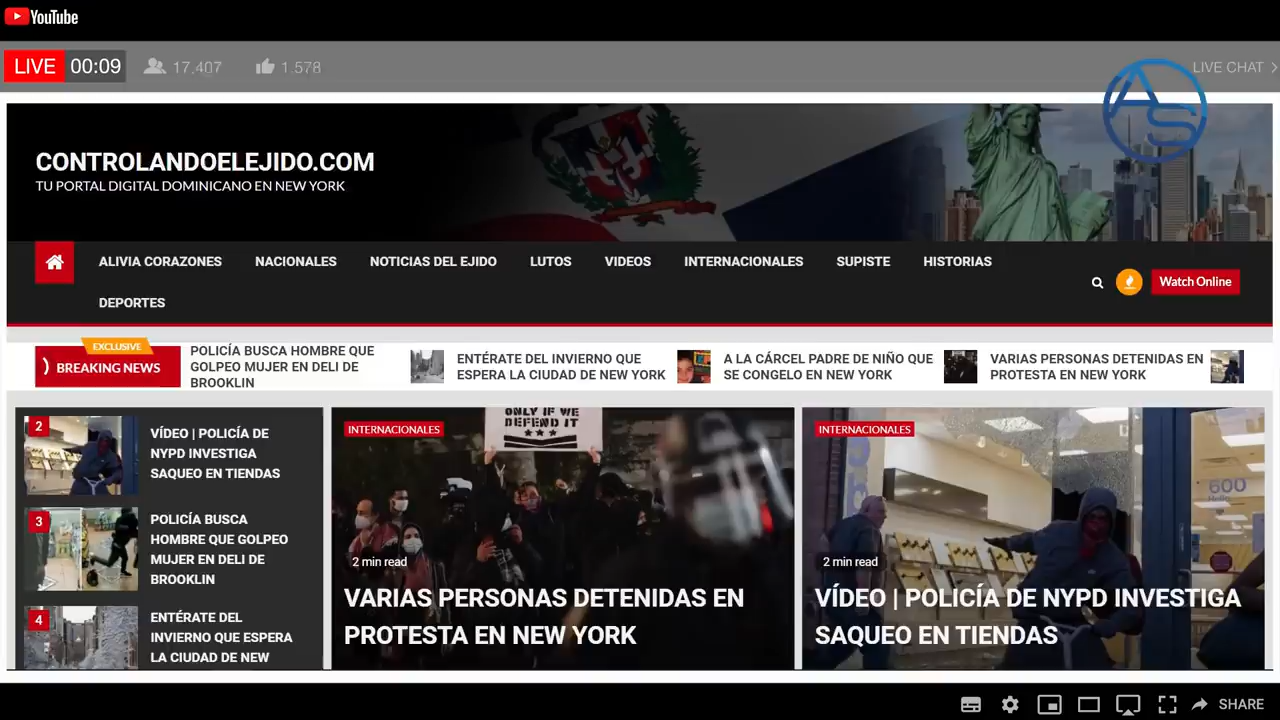 YouTube
LIVE 00:09 17,407 1.578 LIVE CHAT
AS
CONTROLANDOELEJIDO.COM
TU PORTAL DIGITAL DOMINICANO EN NEW YORK
ALIVIA CORAZONES NACIONALES NOTICIAS DEL EJIDO LUTOS VIDEOS INTERNACIONALES SUPISTE HISTORIAS
DEPORTES
Watch Online
EXCLUSIVE
BREAKING NEWS
POLICÍA BUSCA HOMBRE QUE
GOLPEO MUJER EN DELI DE
BROOKLIN
ENTÉRATE DEL INVIERNO QUE
ESPERA LA CIUDAD DE NEW YORK
A LA CÁRCEL PADRE DE NIÑO QUE
SE CONGELO EN NEW YORK
VARIAS PERSONAS DETENIDAS EN
PROTESTA EN NEW YORK
2
VÍDEO | POLICÍA DE
NYPD INVESTIGA
SAQUEO EN TIENDAS
3
POLICÍA BUSCA
HOMBRE QUE GOLPEO
MUJER EN DELI DE
BROOKLIN
4
ENTÉRATE DEL
INVIERNO QUE ESPERA
LA CIUDAD DE NEW
INTERNACIONALES
ONLY IF WE
DEFEND IT
2 min read
VARIAS PERSONAS DETENIDAS EN
PROTESTA EN NEW YORK
INTERNACIONALES
600
2 min read
VÍDEO | POLICÍA DE NYPD INVESTIGA
SAQUEO EN TIENDAS
SHARE